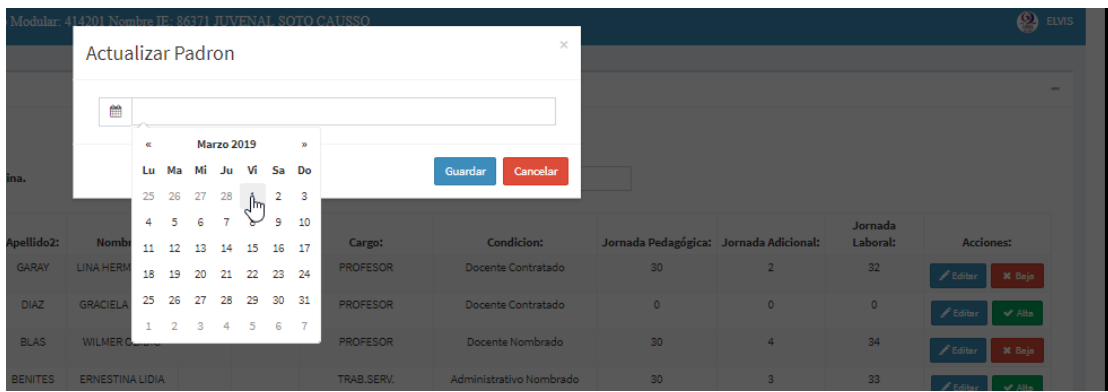 Modular: 414201 Nombre IE: 86371 JUVENAL SOTO CAUSSO
ELVIS
Actualizar Padron
×
« Marzo 2019 »
Lu Ma Mi Ju Vi Sa Do
25 26 27 28 1 2 3
4 5 6 7 8 9 10
11 12 13 14 15 16 17
18 19 20 21 22 23 24
25 26 27 28 29 30 31
1 2 3 4 5 6 7
Guardar Cancelar
ina.
Apellido2: Nombr Cargo: Condicion: Jornada Pedagógica: Jornada Adicional: Jornada Laboral: Acciones:
GARAY LINA HERM PROFESOR Docente Contratado 30 2 32 Editar Baja
DIAZ GRACIELA PROFESOR Docente Contratado 0 0 0 Editar Alta
BLAS WILMER PROFESOR Docente Nombrado 30 4 34 Editar Baja
BENITES ERNESTINA LIDIA TRAB.SERV. Administrativo Nombrado 30 3 33 Editar Alta